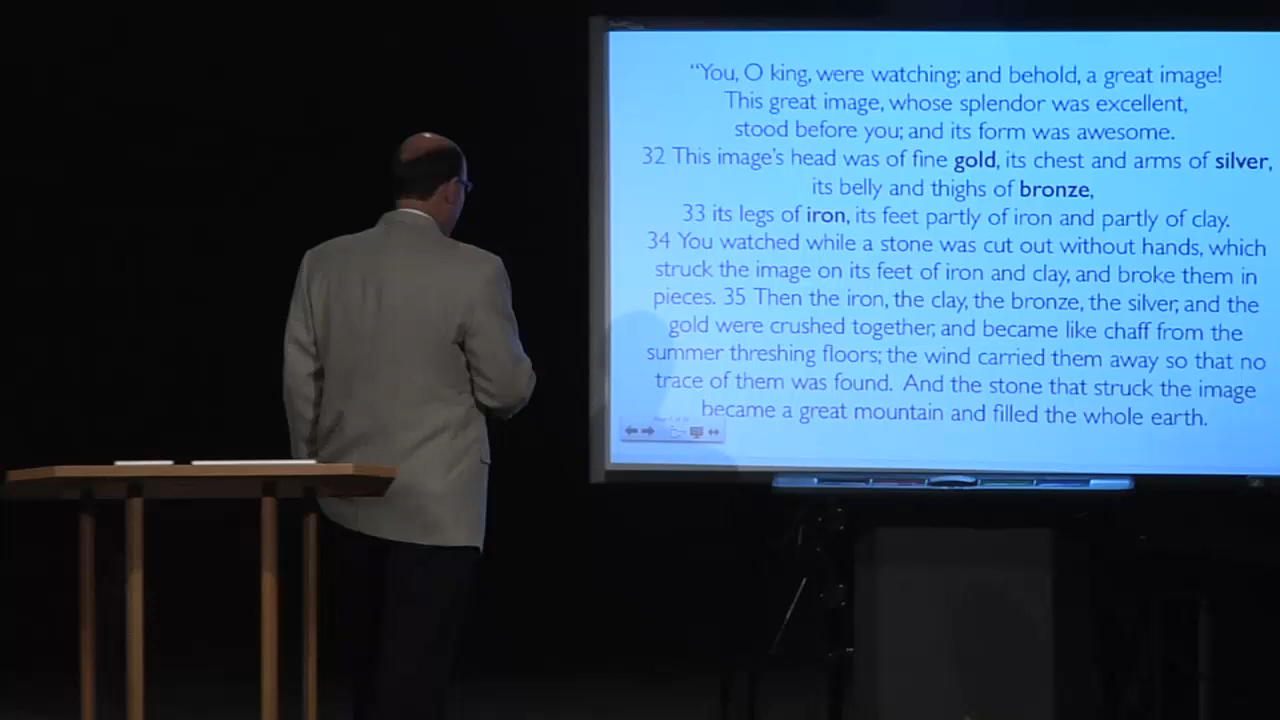 “You, O king, were watching; and behold, a great image!
This great image, whose splendor was excellent,
stood before you; and its form was awesome.
32 This image’s head was of fine gold, its chest and arms of silver,
its belly and thighs of bronze,
33 its legs of iron, its feet partly of iron and partly of clay.
34 You watched while a stone was cut out without hands, which
struck the image on its feet of iron and clay, and broke them in
pieces. 35 Then the iron, the clay, the bronze, the silver, and the
gold were crushed together, and became like chaff from the
summer threshing floors; the wind carried them away so that no
trace of them was found. And the stone that struck the image
became a great mountain and filled the whole earth.